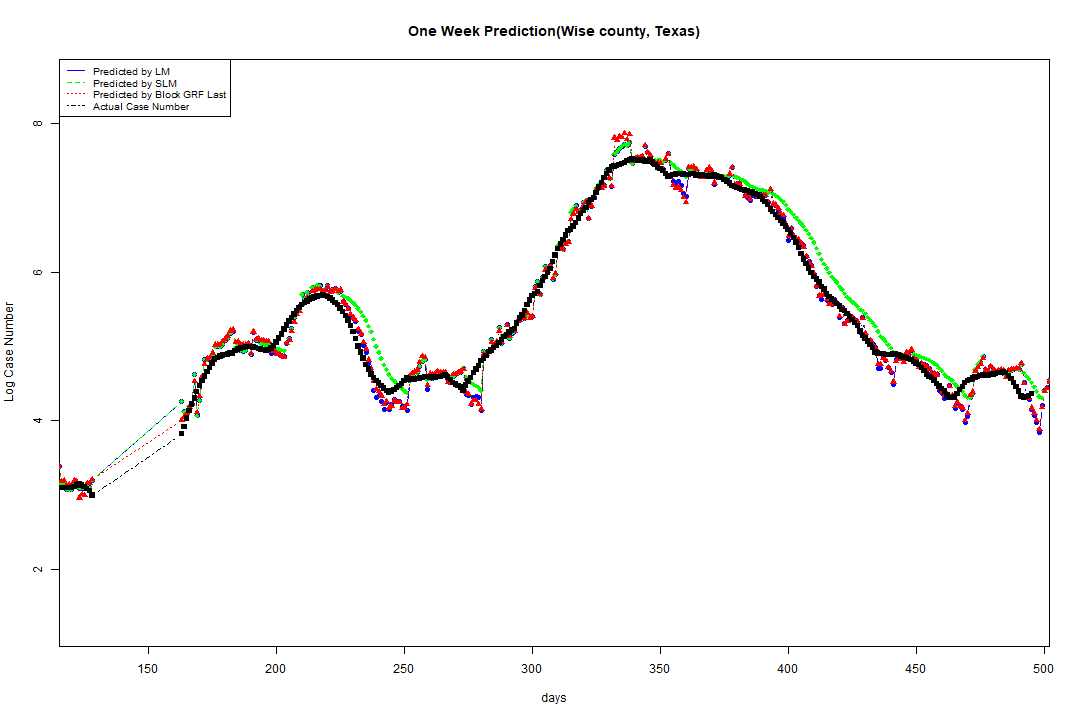 One Week Prediction(Wise county, Texas)
Predicted by LM
Predicted by SLM
Predicted by Block GRF Last
Actual Case Number
8
6
4
2
Log Case Number
150 200 250 300 350 400 450 500
days